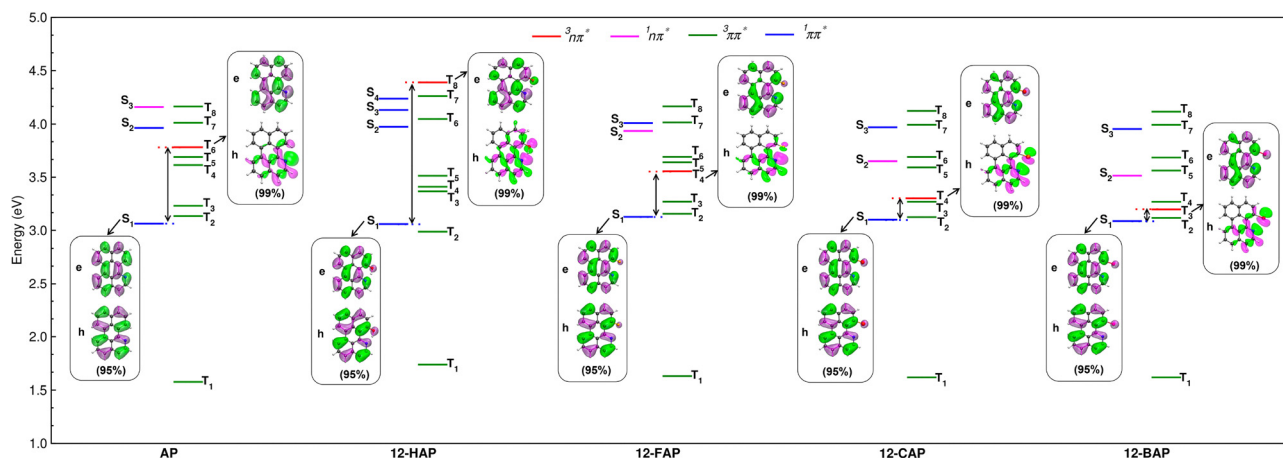 5.0
4.5
4.0
3.5
3.0
2.5
2.0
1.5
1.0
Energy (eV)
³nπ* ¹nπ* ³ππ* ¹ππ*
S₃
S₂
S₁
T₈
T₇
T₆
T₅
T₄
T₃
T₂
T₁
e
h
(99%)
e
h
(95%)
S₄
S₃
S₂
S₁
T₈
T₇
T₆
T₅
T₄
T₃
T₂
T₁
e
h
(99%)
e
h
(95%)
S₃
S₂
S₁
T₈
T₇
T₆
T₅
T₄
T₃
T₂
T₁
e
h
(99%)
e
h
(95%)
S₃
S₂
S₁
T₈
T₇
T₆
T₅
T₄
T₃
T₂
T₁
e
h
(99%)
e
h
(95%)
S₃
S₂
S₁
T₈
T₇
T₆
T₅
T₄
T₃
T₂
T₁
e
h
(99%)
e
h
(95%)
AP 12-HAP 12-FAP 12-CAP 12-BAP